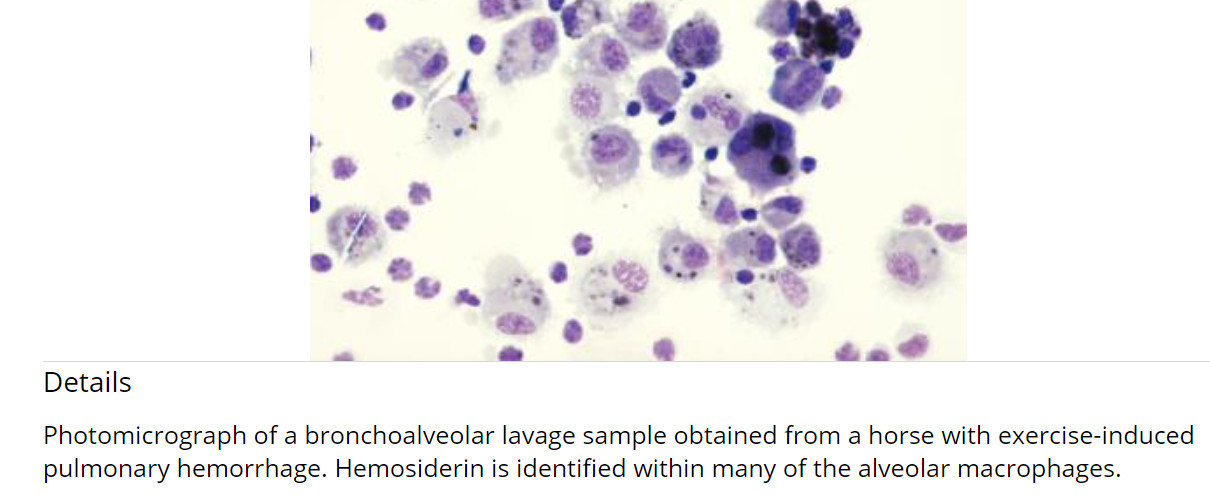 Details
Photomicrograph of a bronchoalveolar lavage sample obtained from a horse with exercise-induced
pulmonary hemorrhage. Hemosiderin is identified within many of the alveolar macrophages.